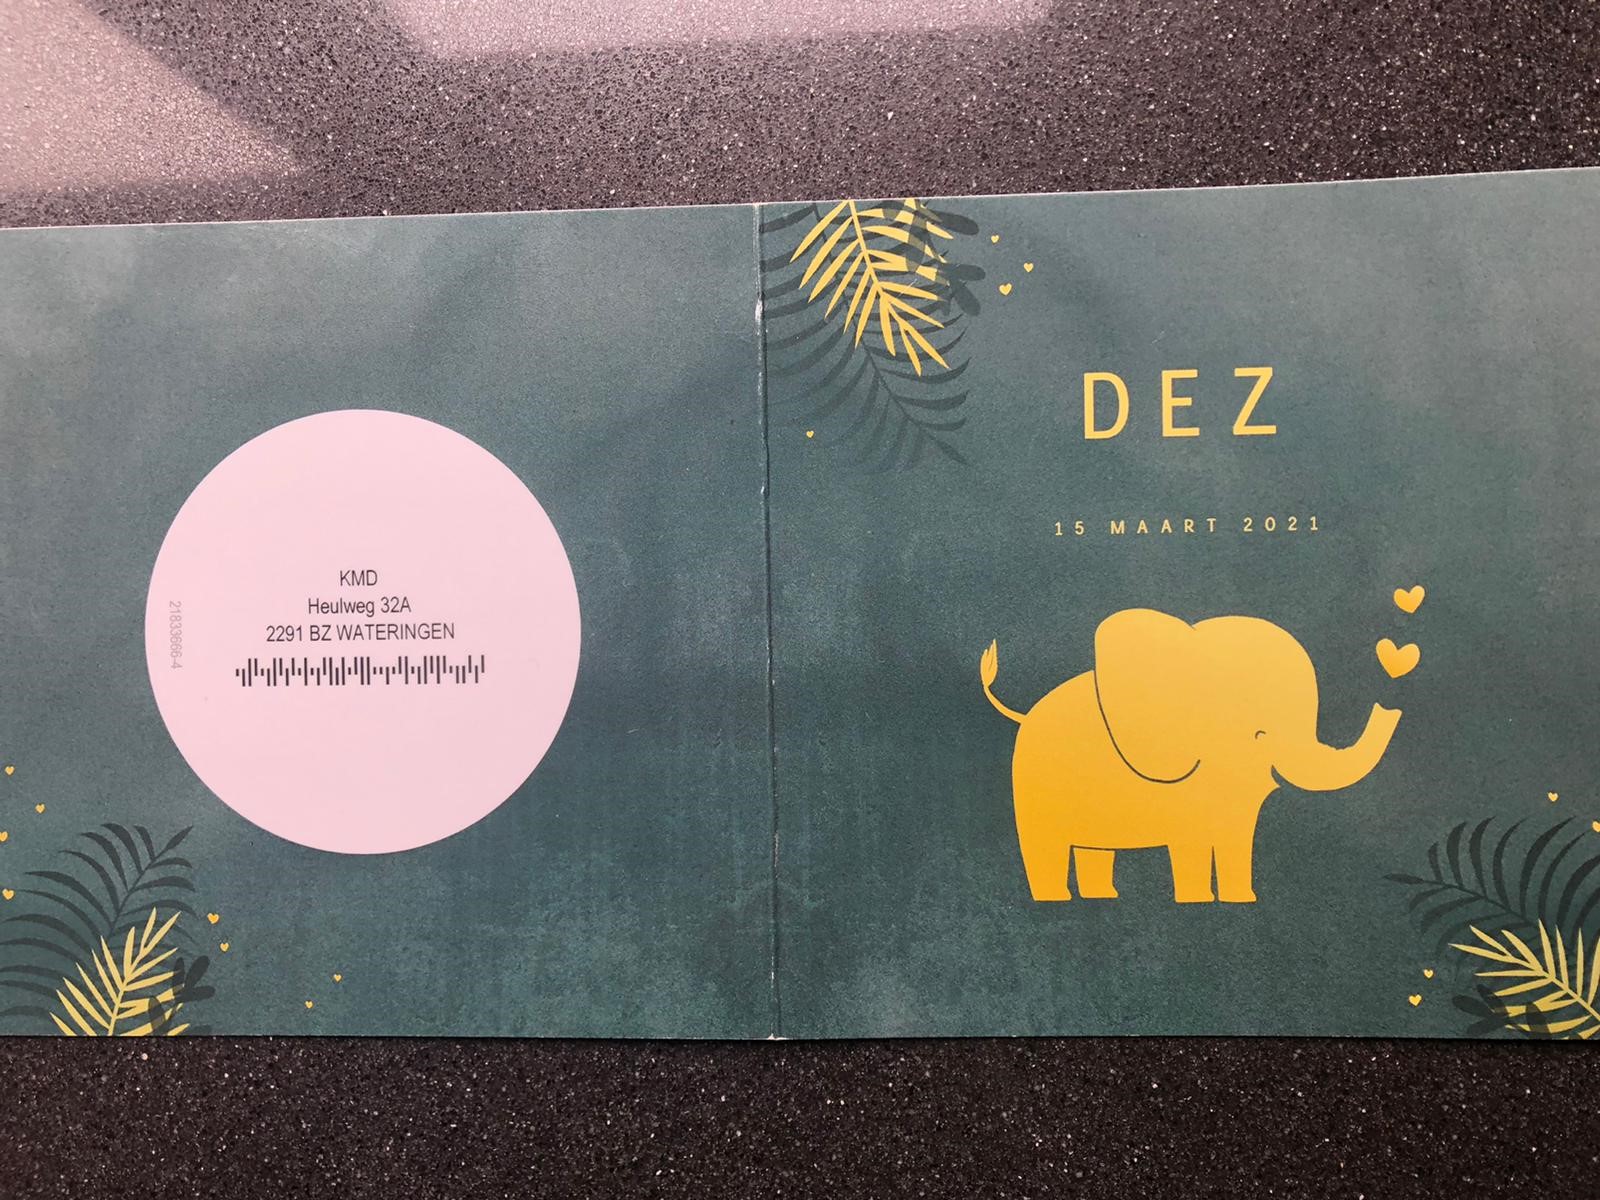 KMD
Heulweg 32A
2291 BZ WATERINGEN
21833666-4
DEZ
15 MAART 2021